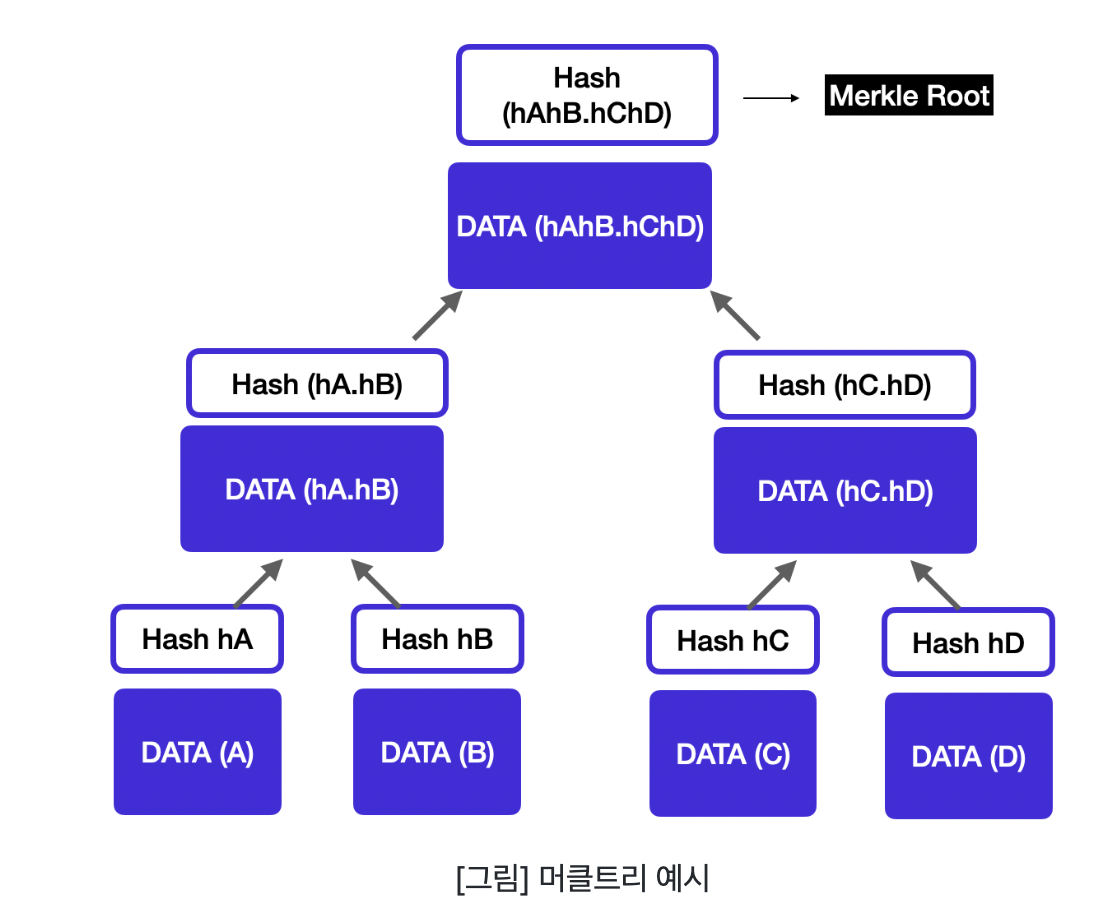 Hash
(hAhB.hChD)
Merkle Root
DATA (hAhB.hChD)
Hash (hA.hB)
Hash (hC.hD)
DATA (hA.hB)
DATA (hC.hD)
Hash hA
Hash hB
Hash hC
Hash hD
DATA (A)
DATA (B)
DATA (C)
DATA (D)
[그림] 머클트리 예시